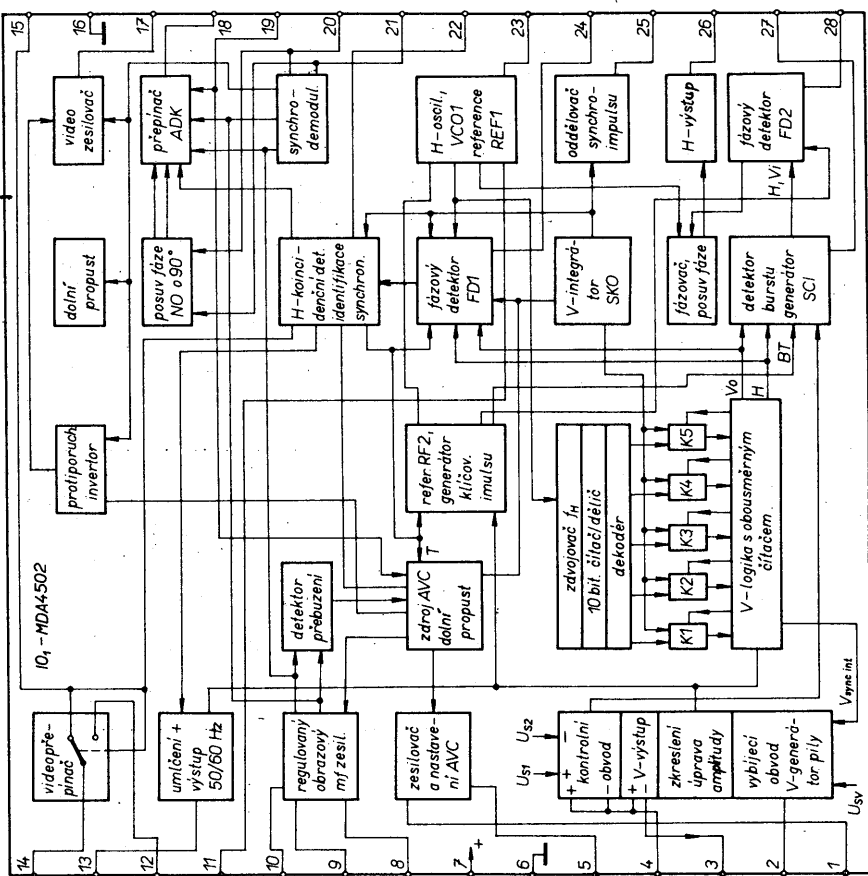 15
16
17
18
19
20
21
22
23
24
25
26
27
28
video
zesilovač
přepínač
ADK
synchro-
demodul.
H-oscil.,
VCO1
reference
REF1
oddělovač
synchro-
impulsu
H-výstup
fázový
detektor
FD2
dolní
propust
posuv fáze
NO o 90°
H-koinci-
denční det.
identifikace
synchron.
fázový
detektor
FD1
V-integrá-
tor
SKO
fázovač,
posuv fáze
H,Vi
detektor
burstu
generátor
SCI
protiporuch.
invertor
BT
Vo
H
refer RF2,
generátor
klíčov.
imulsu
IO₁-MDA4502
detektor
přebuzení
T
zdroj AVC
dolní
propust
zdvojovač fH
10 bit. čítač/dělič
dekodér
K1
K2
K3
K4
K5
V-logika s obousměrným
čítačem
videopře-
pínač
umlčení +
výstup
50/60 Hz
regulovaný
obrazový
mf zesil.
zesilovač
a nastave-
ní AVC
US1
US2
+ + -
kontrolní
- obvod
+
- V-výstup
zkreslení
úprava
amplitudy
vybíjecí
obvod
V-generá-
tor pily
Vsync int
USV
14
13
12
11
10
9
8
7
+
6
5
4
3
2
1